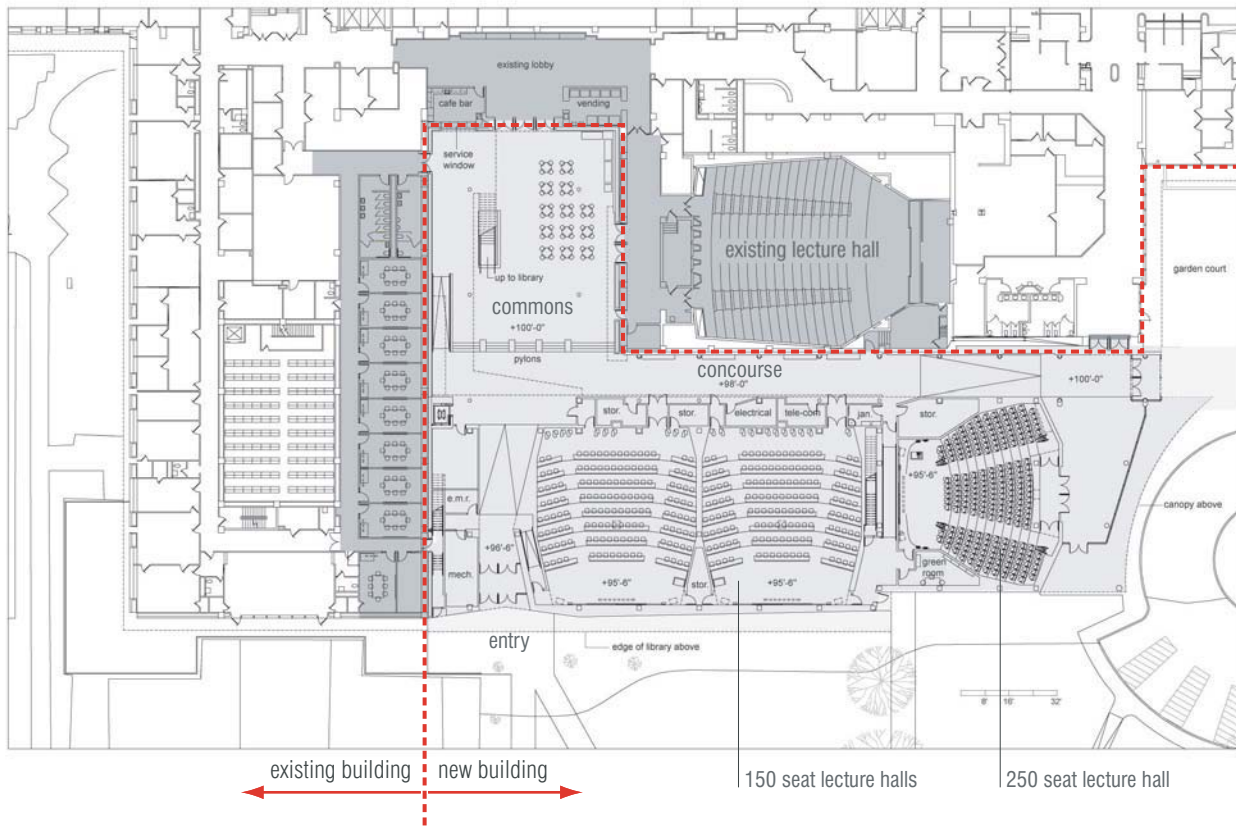 existing lobby
cafe bar
vending
service
window
existing lecture hall
garden court
up to library
commons
+100'-0"
pylons
concourse
+98'-0"
+100'-0"
stor.
stor.
electrical
tele-com
jan.
stor.
+95'-6"
e.m.r.
canopy above
+96'-6"
mech.
green
room
+95'-6"
stor.
+95'-6"
entry
edge of library above
8'
16'
32'
existing building
new building
150 seat lecture halls
250 seat lecture hall